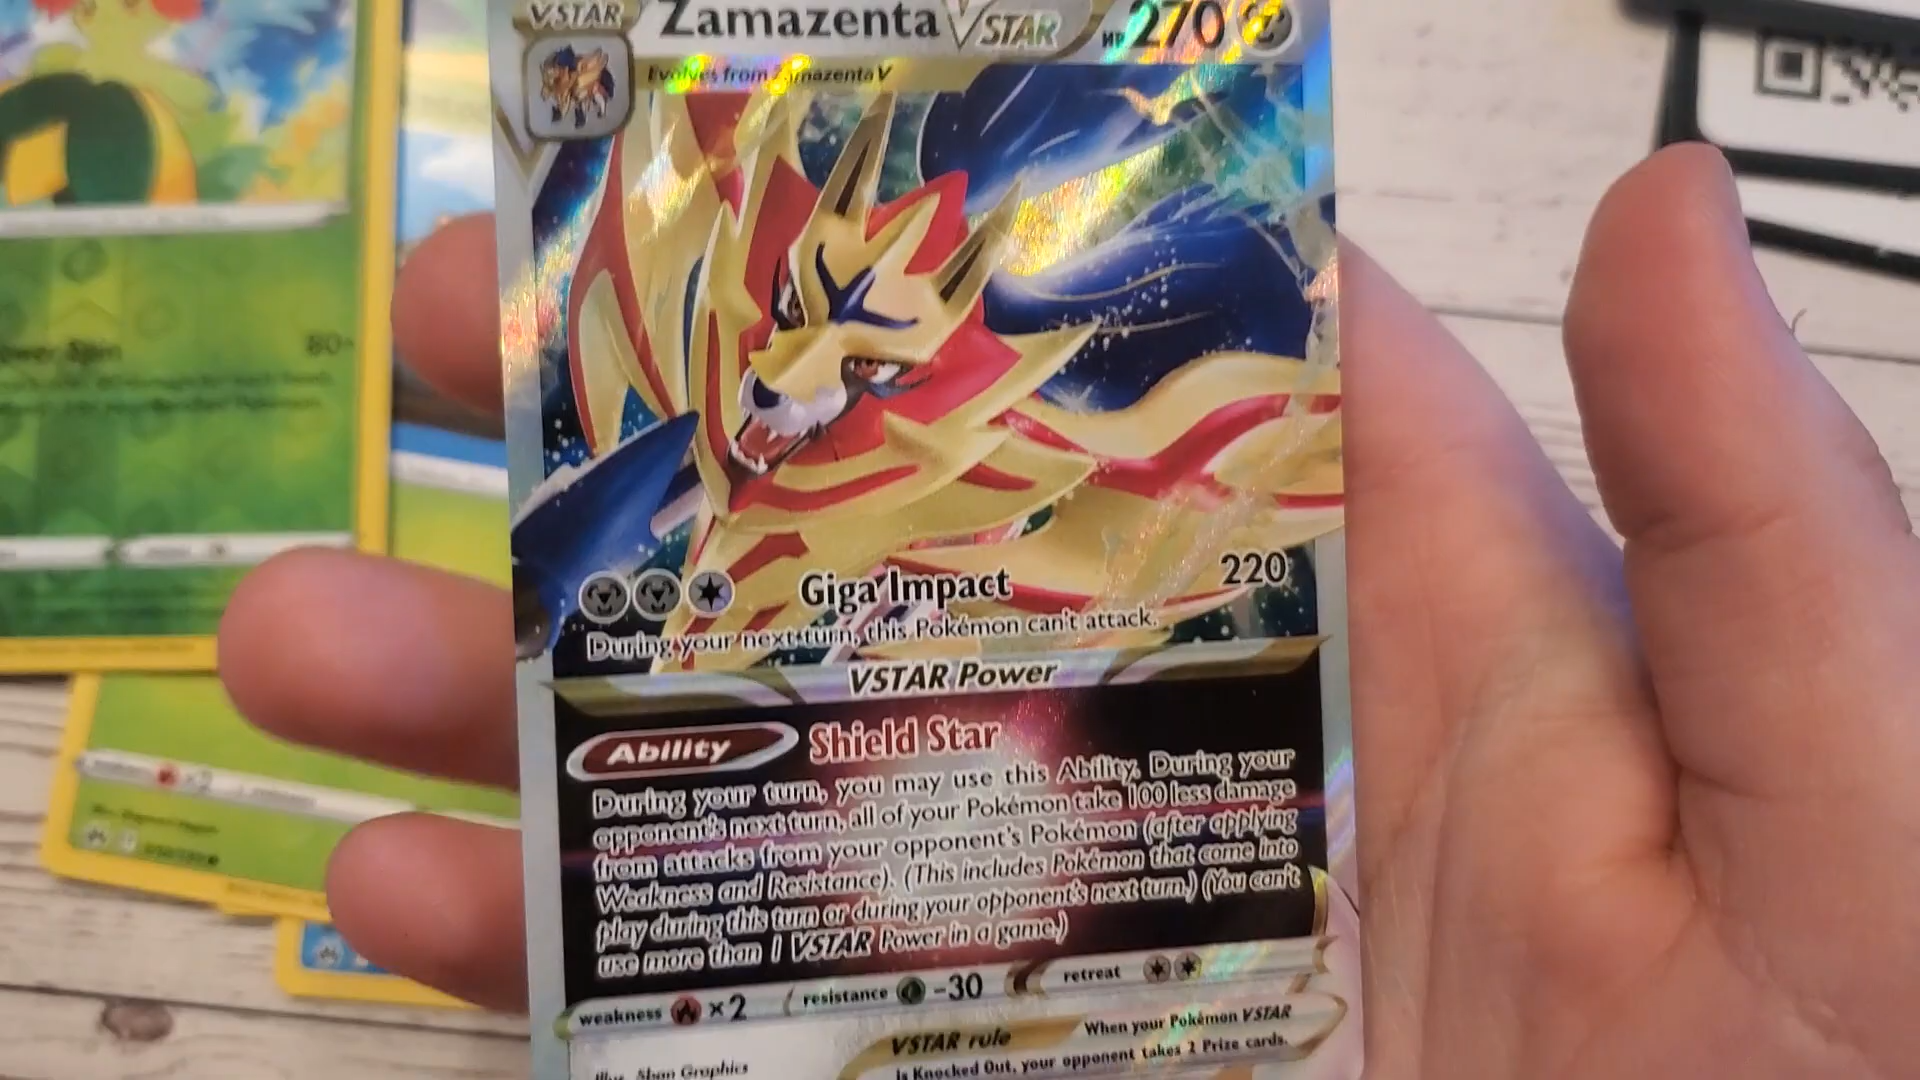 VSTAR Zamazenta VSTAR HP 270
Evolves from Zamazenta V
Giga Impact 220
During your next turn, this Pokémon can't attack.
VSTAR Power
Ability Shield Star
During your turn, you may use this Ability. During your
opponent's next turn, all of your Pokémon take 100 less damage
from attacks from your opponent's Pokémon (after applying
Weakness and Resistance). (This includes Pokémon that come into
play during this turn or during your opponent's next turn.) (You can't
use more than 1 VSTAR Power in a game.)
weakness ×2 resistance -30 retreat
VSTAR rule When your Pokémon VSTAR
is Knocked Out, your opponent takes 2 Prize cards.
Illus. 5ban Graphics
Spin 80+
×2